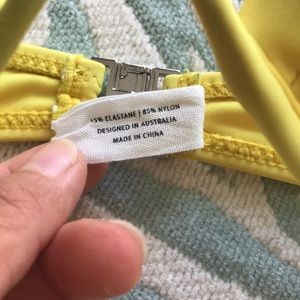 15% ELASTANE | 85% NYLON
DESIGNED IN AUSTRALIA
MADE IN CHINA